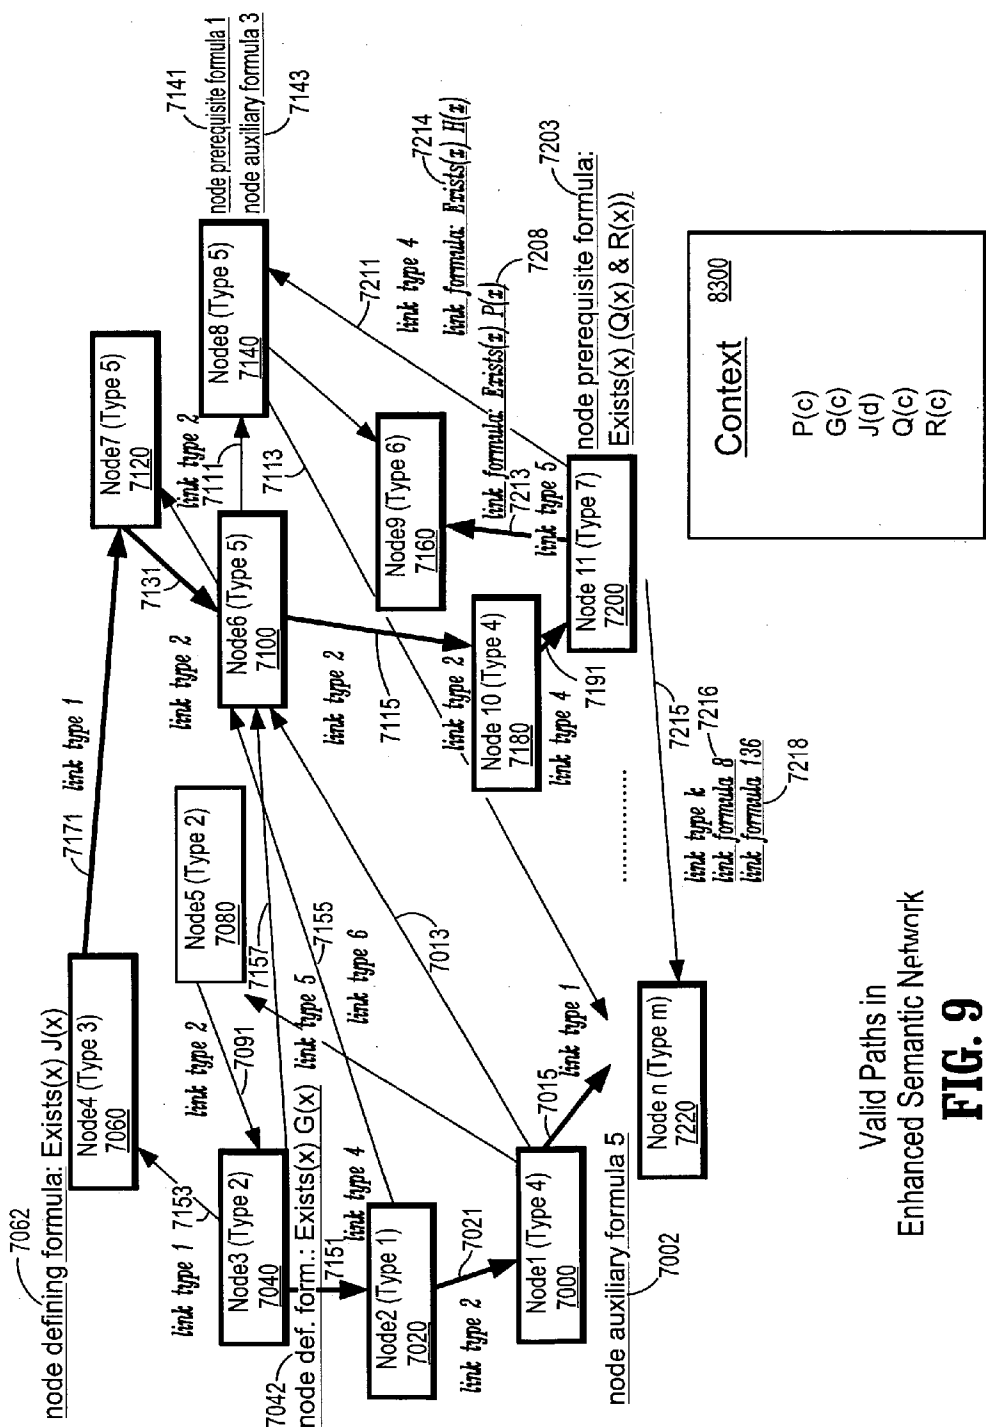 7062
node defining formula: Exists(x) J(x)
Node4 (Type 3)
7060
7171
link type 1
Node7 (Type 5)
7120
7141
node prerequisite formula 1
node auxiliary formula 3
7143
7153
link type 1
Node3 (Type 2)
7040
7091
link type 2
Node5 (Type 2)
7080
7157
link type 2
7131
Node6 (Type 5)
7100
link type 2
7111
Node8 (Type 5)
7140
7113
7042
node def. form.: Exists(x) G(x)
7151
link type 4
link type 5
7155
link type 6
Node2 (Type 1)
7020
7021
link type 2
7013
link type 2
7115
Node9 (Type 6)
7160
7211
link type 4
7214
link formula: Exists(x) H(x)
link formula: Exists(x) P(x)
7208
7213
link type 5
Node1 (Type 4)
7000
7015
link type 1
link type 2
Node 10 (Type 4)
7180
link type 4
7191
Node 11 (Type 7)
7200
7203
node prerequisite formula:
Exists(x) (Q(x) & R(x))
node auxiliary formula 5
7002
Node n (Type m)
7220
............
7215
7216
link type k
link formula 8
link formula 136
7218
Context
8300
P(c)
G(c)
J(d)
Q(c)
R(c)
Valid Paths in
Enhanced Semantic Network
FIG. 9